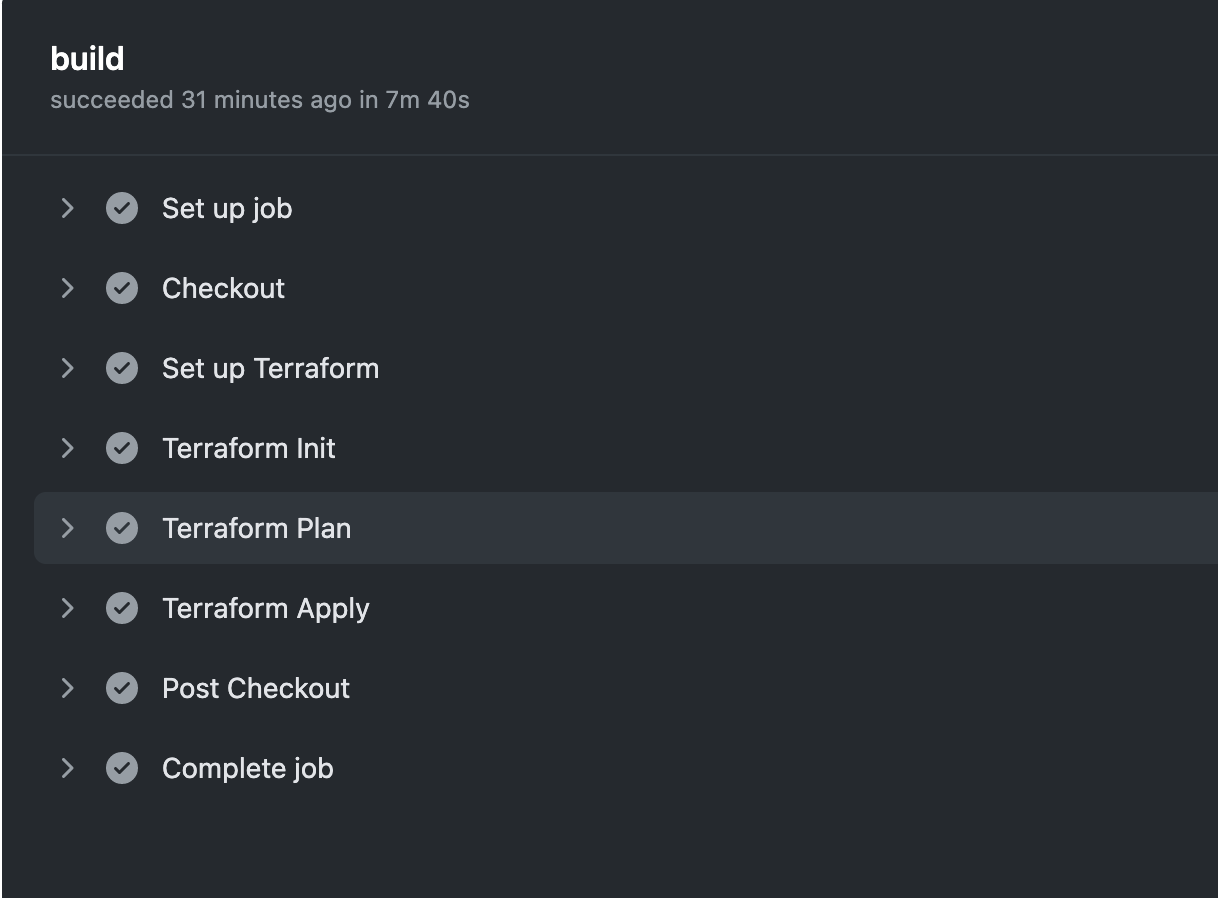 build
succeeded 31 minutes ago in 7m 40s
Set up job
Checkout
Set up Terraform
Terraform Init
Terraform Plan
Terraform Apply
Post Checkout
Complete job